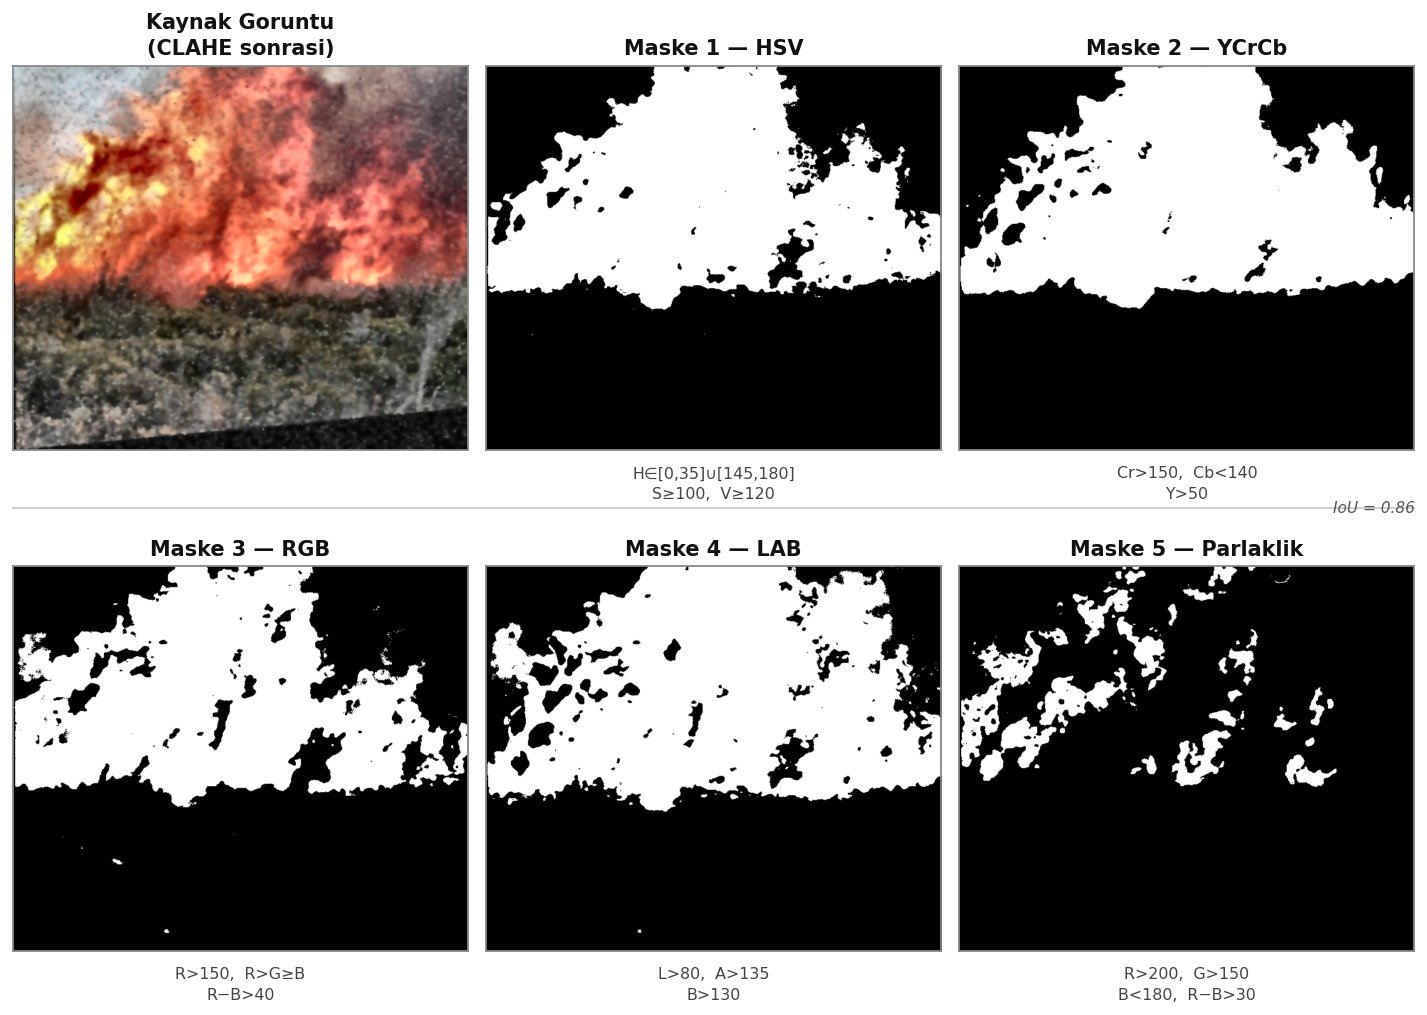 Kaynak Goruntu
(CLAHE sonrasi)
Maske 1 — HSV
Maske 2 — YCrCb
H∈[0,35]∪[145,180]
S≥100, V≥120
Cr>150, Cb<140
Y>50
IoU = 0.86
Maske 3 — RGB
Maske 4 — LAB
Maske 5 — Parlaklik
R>150, R>G≥B
R−B>40
L>80, A>135
B>130
R>200, G>150
B<180, R−B>30